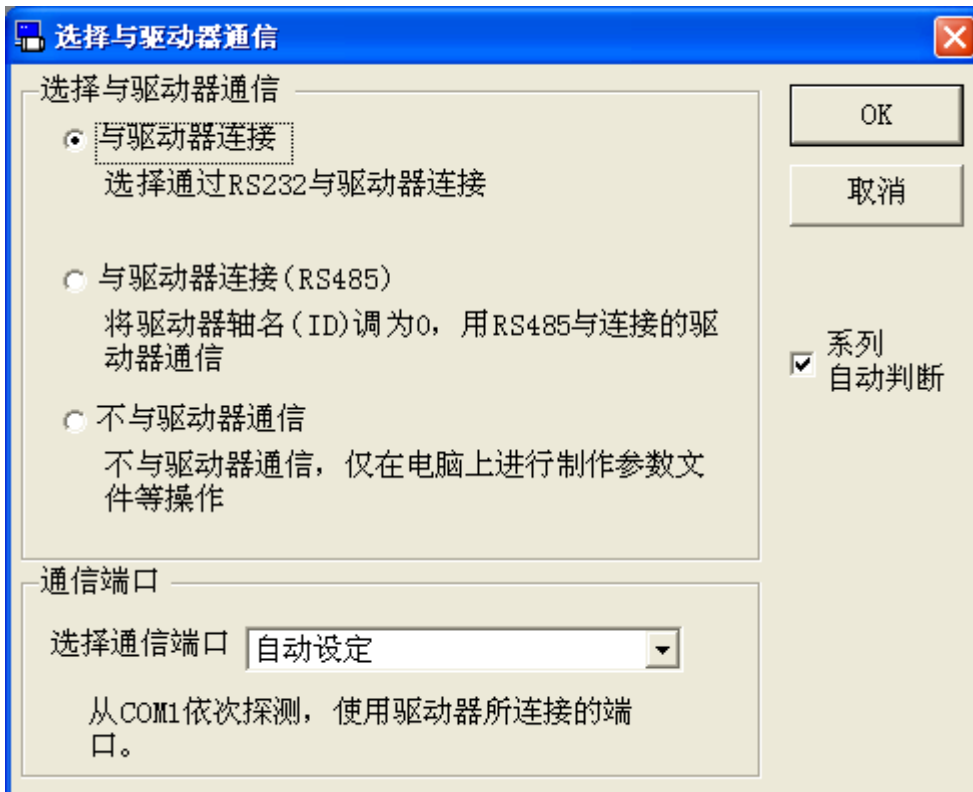 选择与驱动器通信
选择与驱动器通信
与驱动器连接
选择通过RS232与驱动器连接
与驱动器连接(RS485)
将驱动器轴名(ID)调为0，用RS485与连接的驱
动器通信
不与驱动器通信
不与驱动器通信，仅在电脑上进行制作参数文
件等操作
OK
取消
系列
自动判断
通信端口
选择通信端口 自动设定
从COM1依次探测，使用驱动器所连接的端
口。